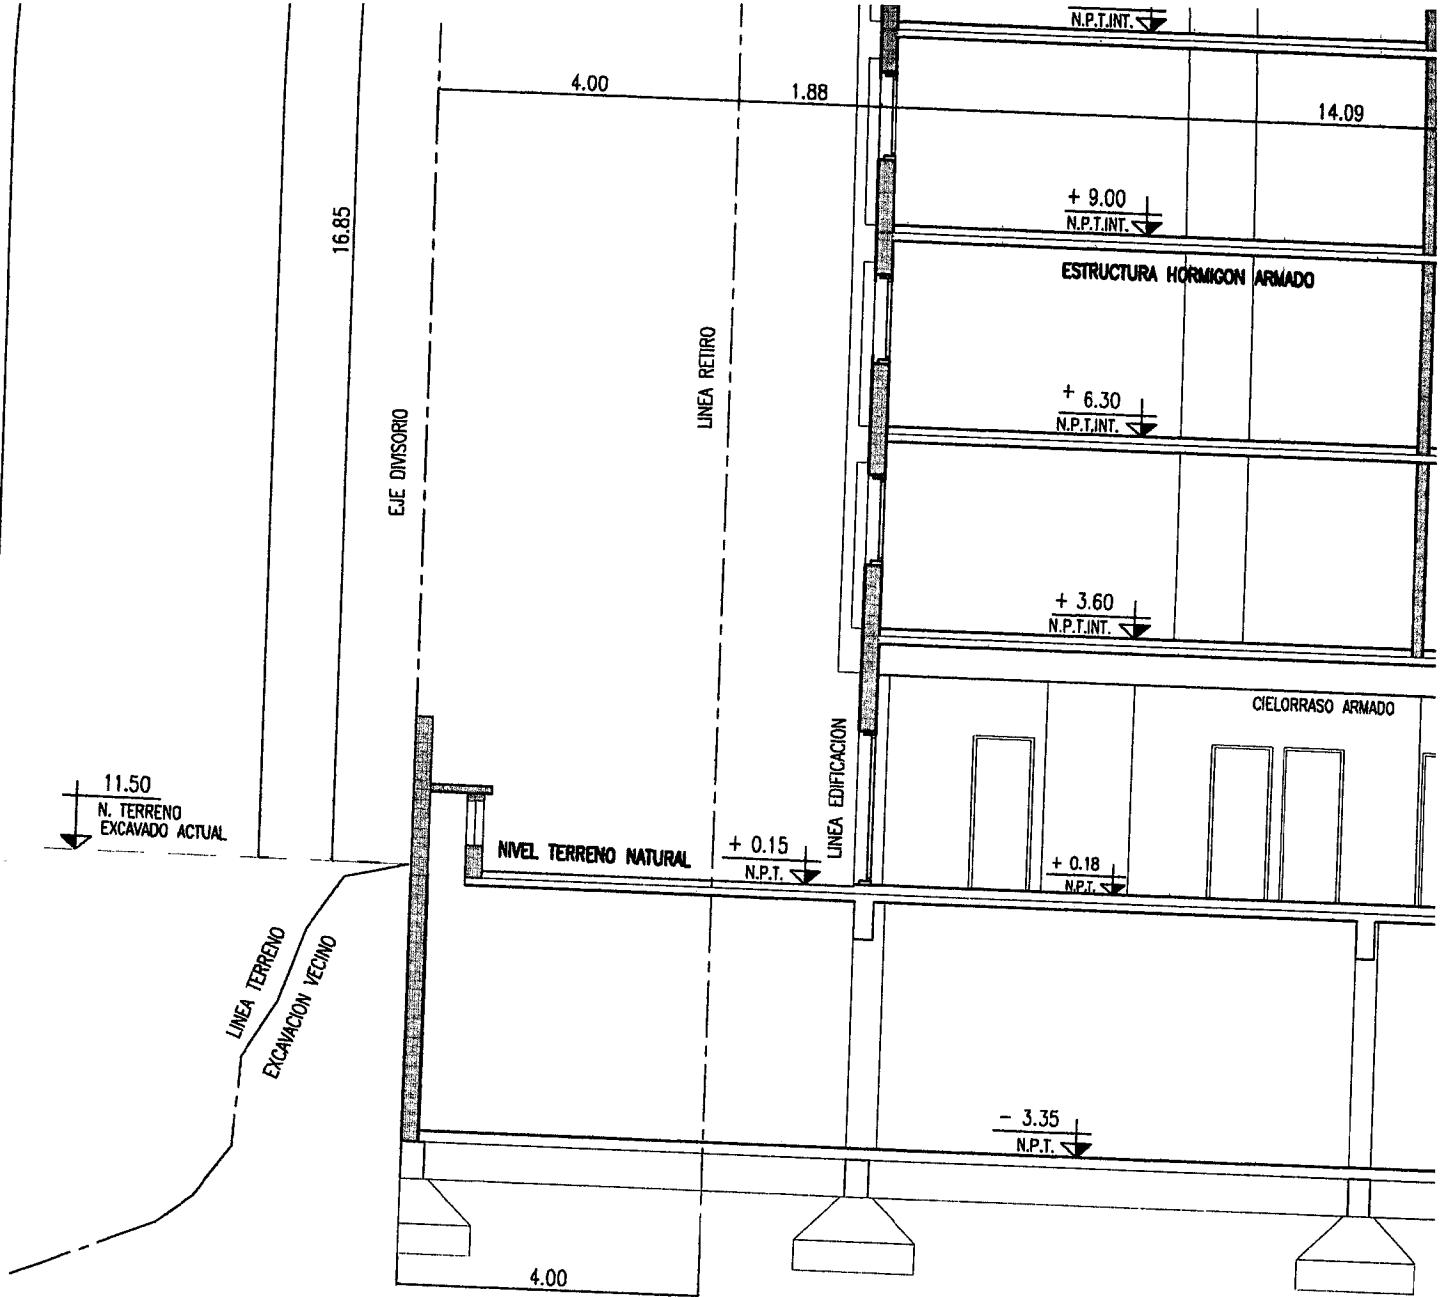 N.P.T.INT.
4.00
1.88
14.09
16.85
+ 9.00
N.P.T.INT.
ESTRUCTURA HORMIGON ARMADO
LINEA RETIRO
EJE DIVISORIO
+ 6.30
N.P.T.INT.
+ 3.60
N.P.T.INT.
CIELORRASO ARMADO
LINEA EDIFICACION
11.50
N. TERRENO
EXCAVADO ACTUAL
NIVEL TERRENO NATURAL
+ 0.15
N.P.T.
+ 0.18
N.P.T.
LINEA TERRENO
EXCAVACION VECINO
- 3.35
N.P.T.
4.00